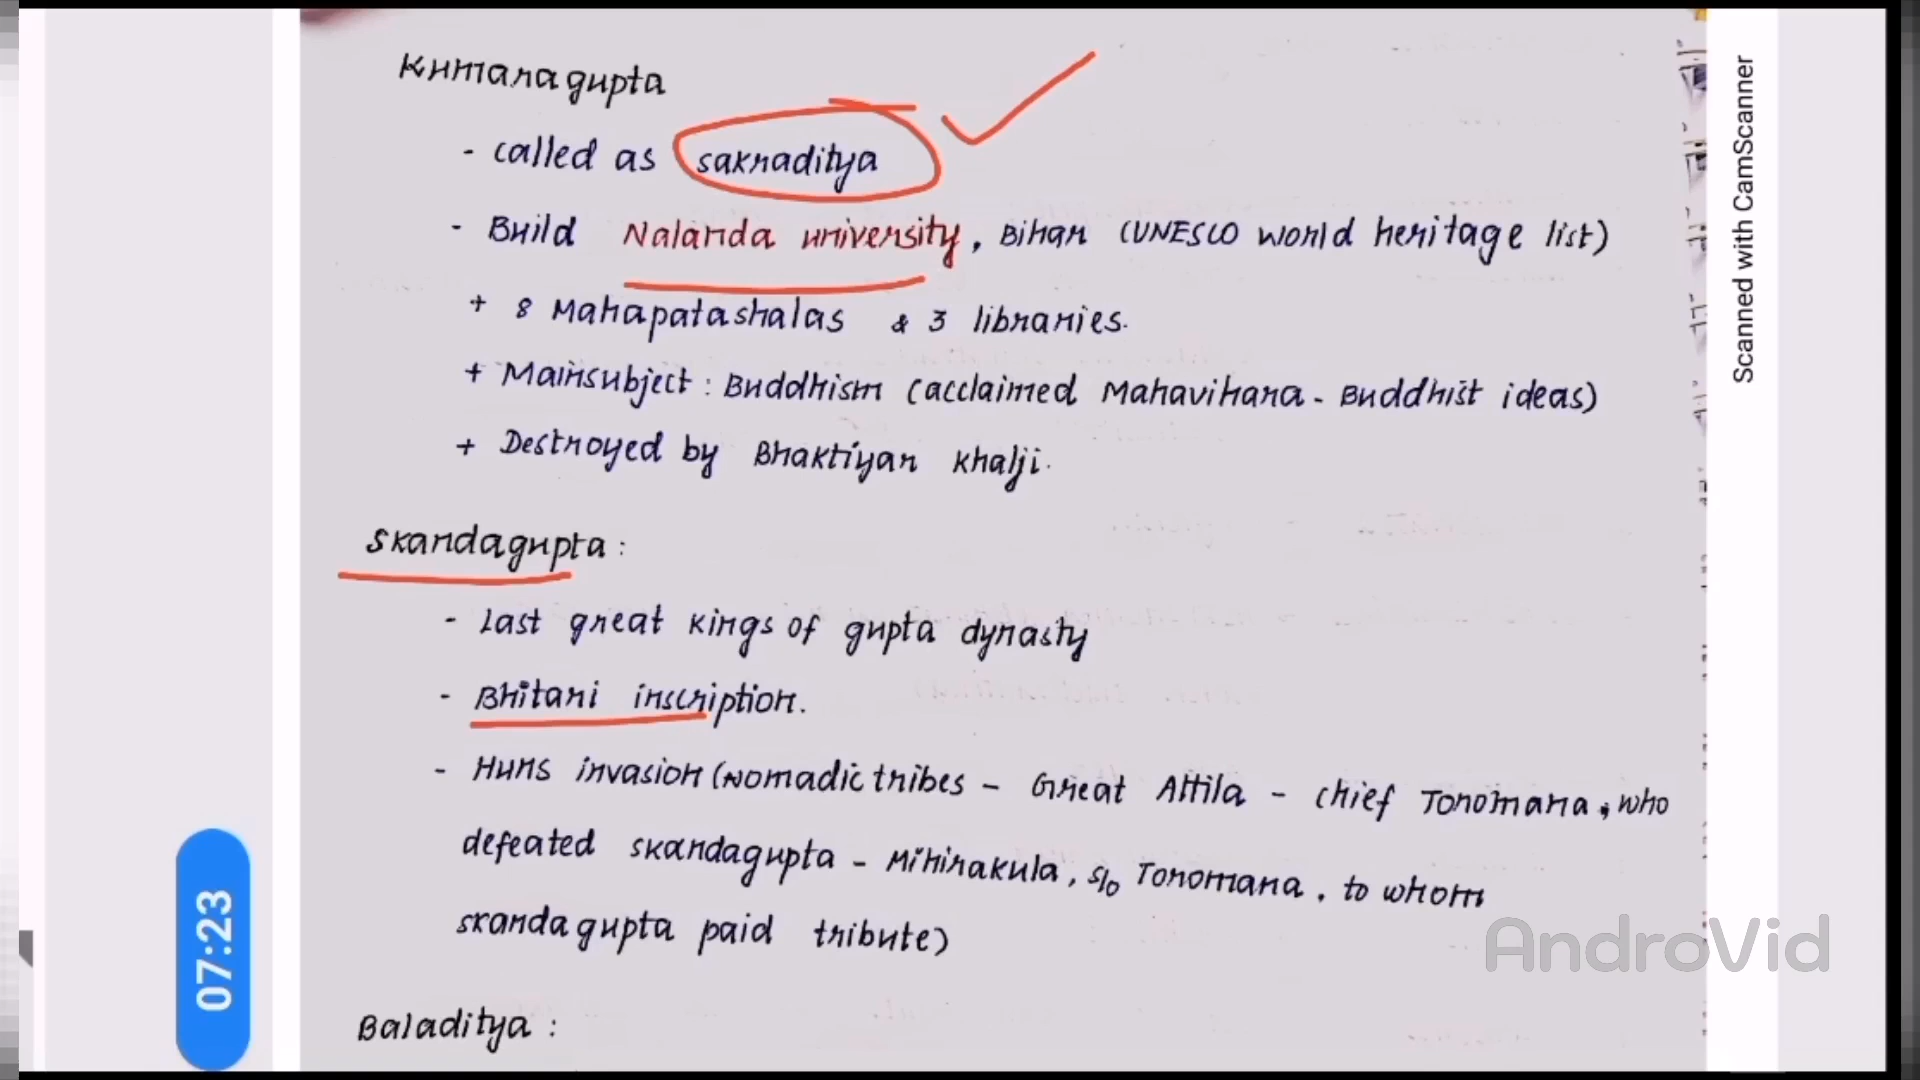 Kumaragupta
- called as sakraditya
- Build Nalanda university, Bihar (UNESCO world heritage list)
+ 8 Mahapatashalas & 3 libraries.
+ Mainsubject : Buddhism (acclaimed Mahavihara - Buddhist ideas)
+ Destroyed by Bhaktiyar Khalji.
Skandagupta :
- Last great kings of gupta dynasty
- Bhitari inscription.
- Huns invasion (Nomadic tribes - Great Attila - chief Toromana, who
defeated skandagupta - Mihirakula, s/o Toromana, to whom
skandagupta paid tribute)
Baladitya :
Scanned with CamScanner
07:23
AndroVid